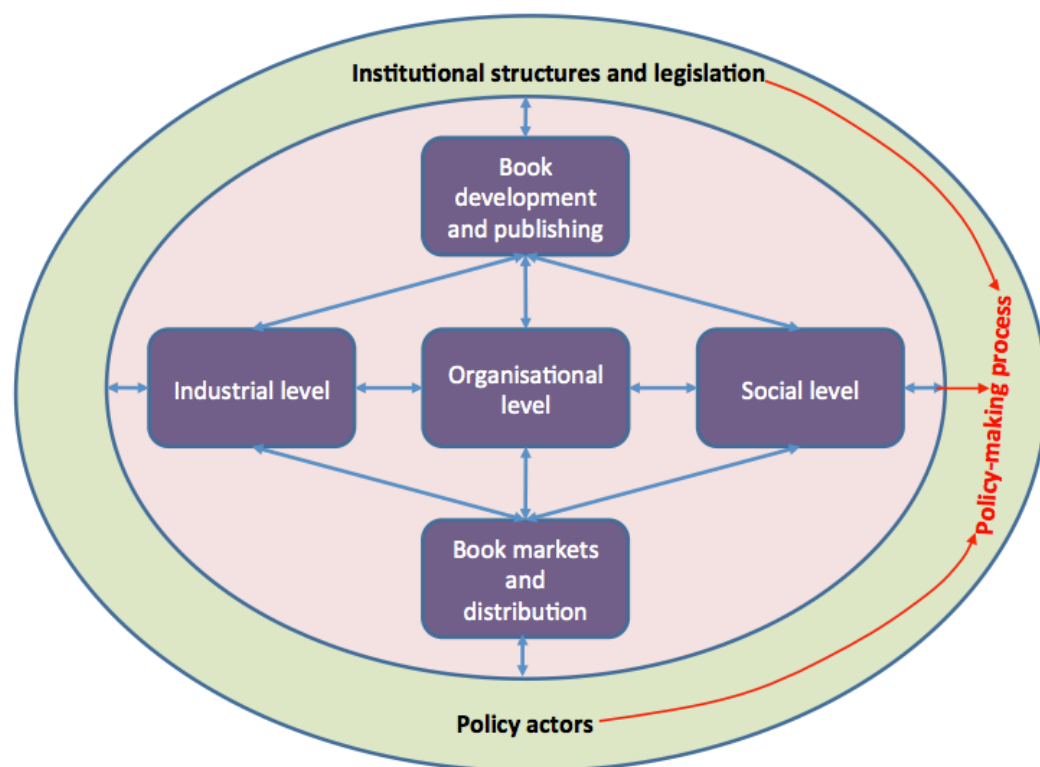 Institutional structures and legislation
Book
development
and publishing
Industrial level
Organisational
level
Social level
Policy-making process
Book markets
and
distribution
Policy actors